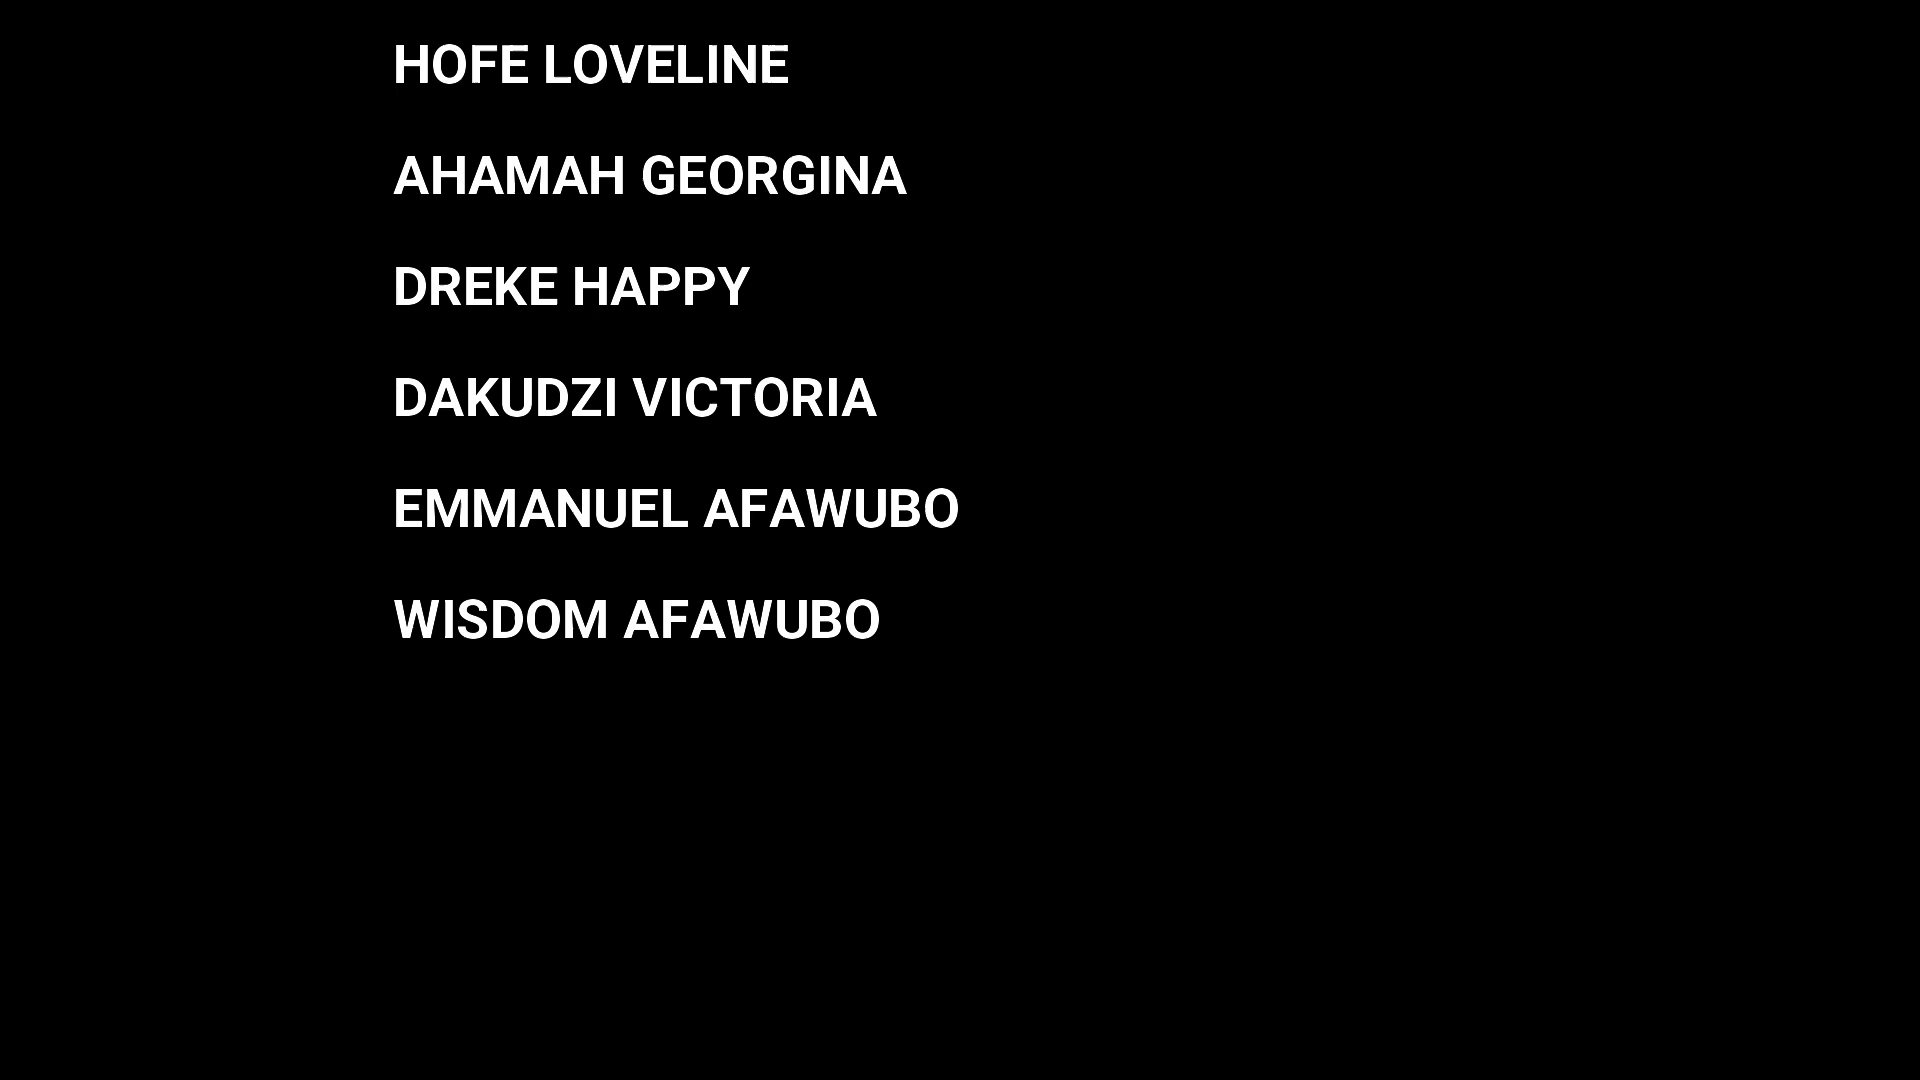 HOFE LOVELINE
AHAMAH GEORGINA
DREKE HAPPY
DAKUDZI VICTORIA
EMMANUEL AFAWUBO
WISDOM AFAWUBO